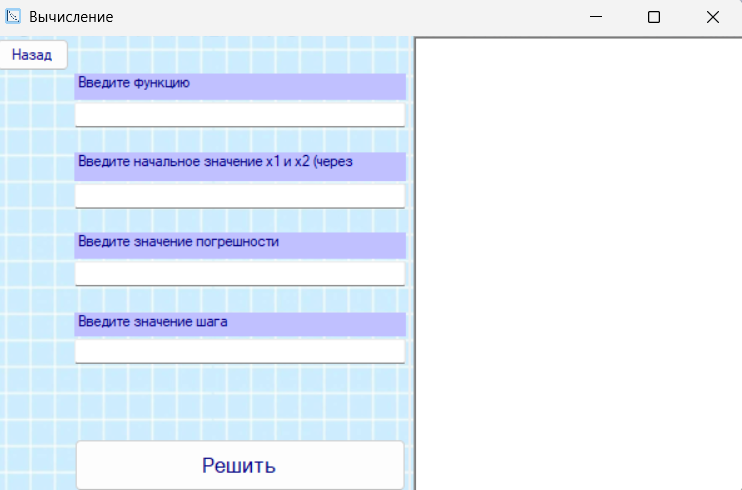 Вычисление
Назад
Введите функцию
Введите начальное значение x1 и x2 (через
Введите значение погрешности
Введите значение шага
Решить